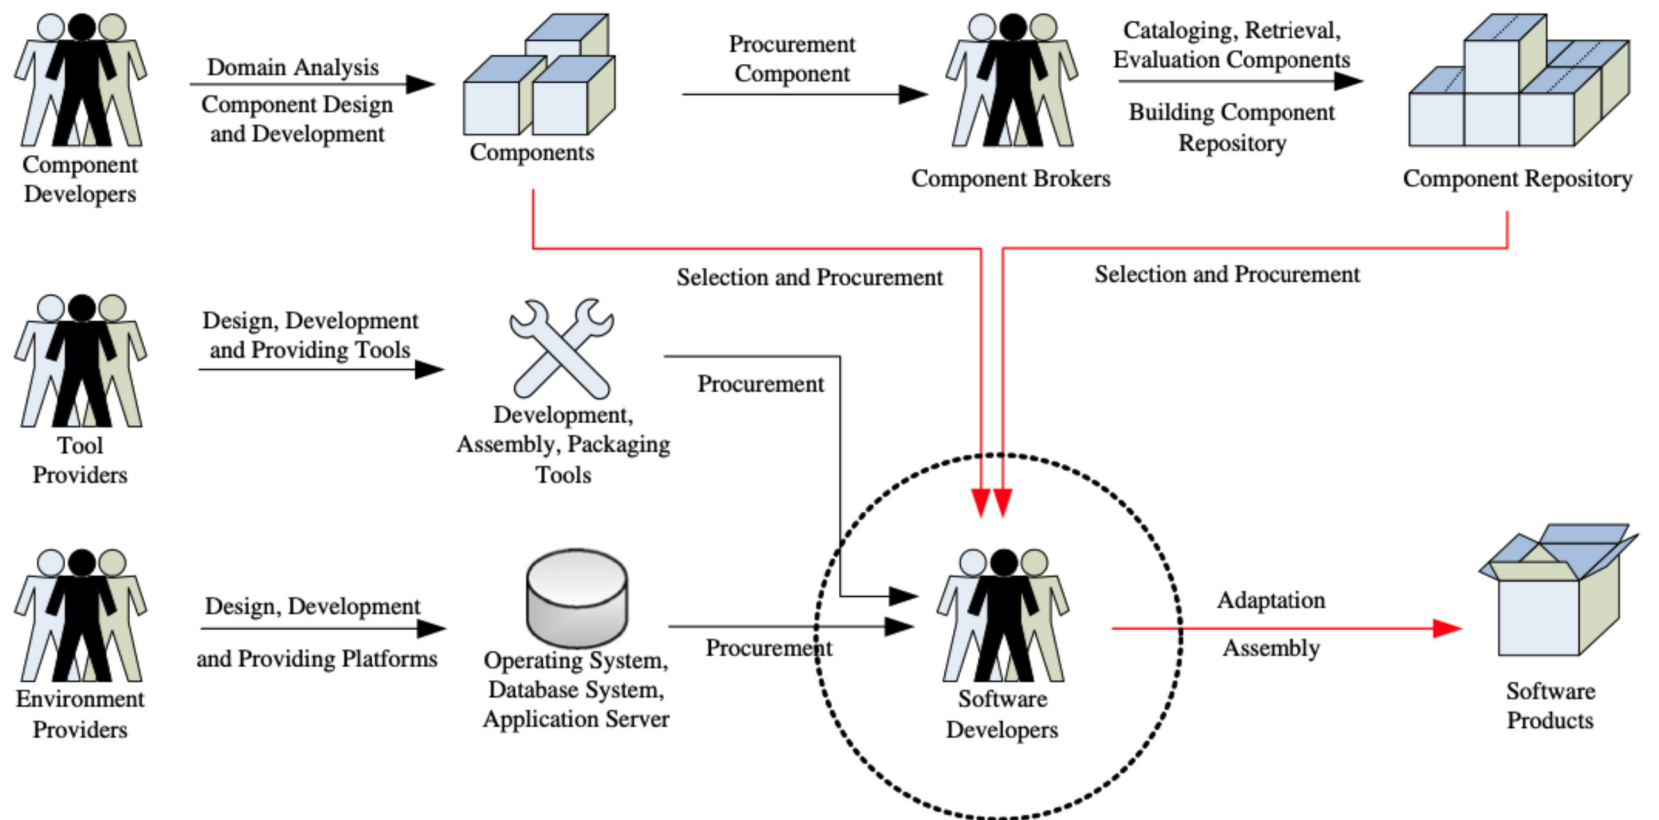 Domain Analysis
Component Design
and Development
Component
Developers
Components
Procurement
Component
Component Brokers
Cataloging, Retrieval,
Evaluation Components
Building Component
Repository
Component Repository
Selection and Procurement
Selection and Procurement
Design, Development
and Providing Tools
Tool
Providers
Development,
Assembly, Packaging
Tools
Procurement
Design, Development
and Providing Platforms
Environment
Providers
Operating System,
Database System,
Application Server
Procurement
Software
Developers
Adaptation
Assembly
Software
Products